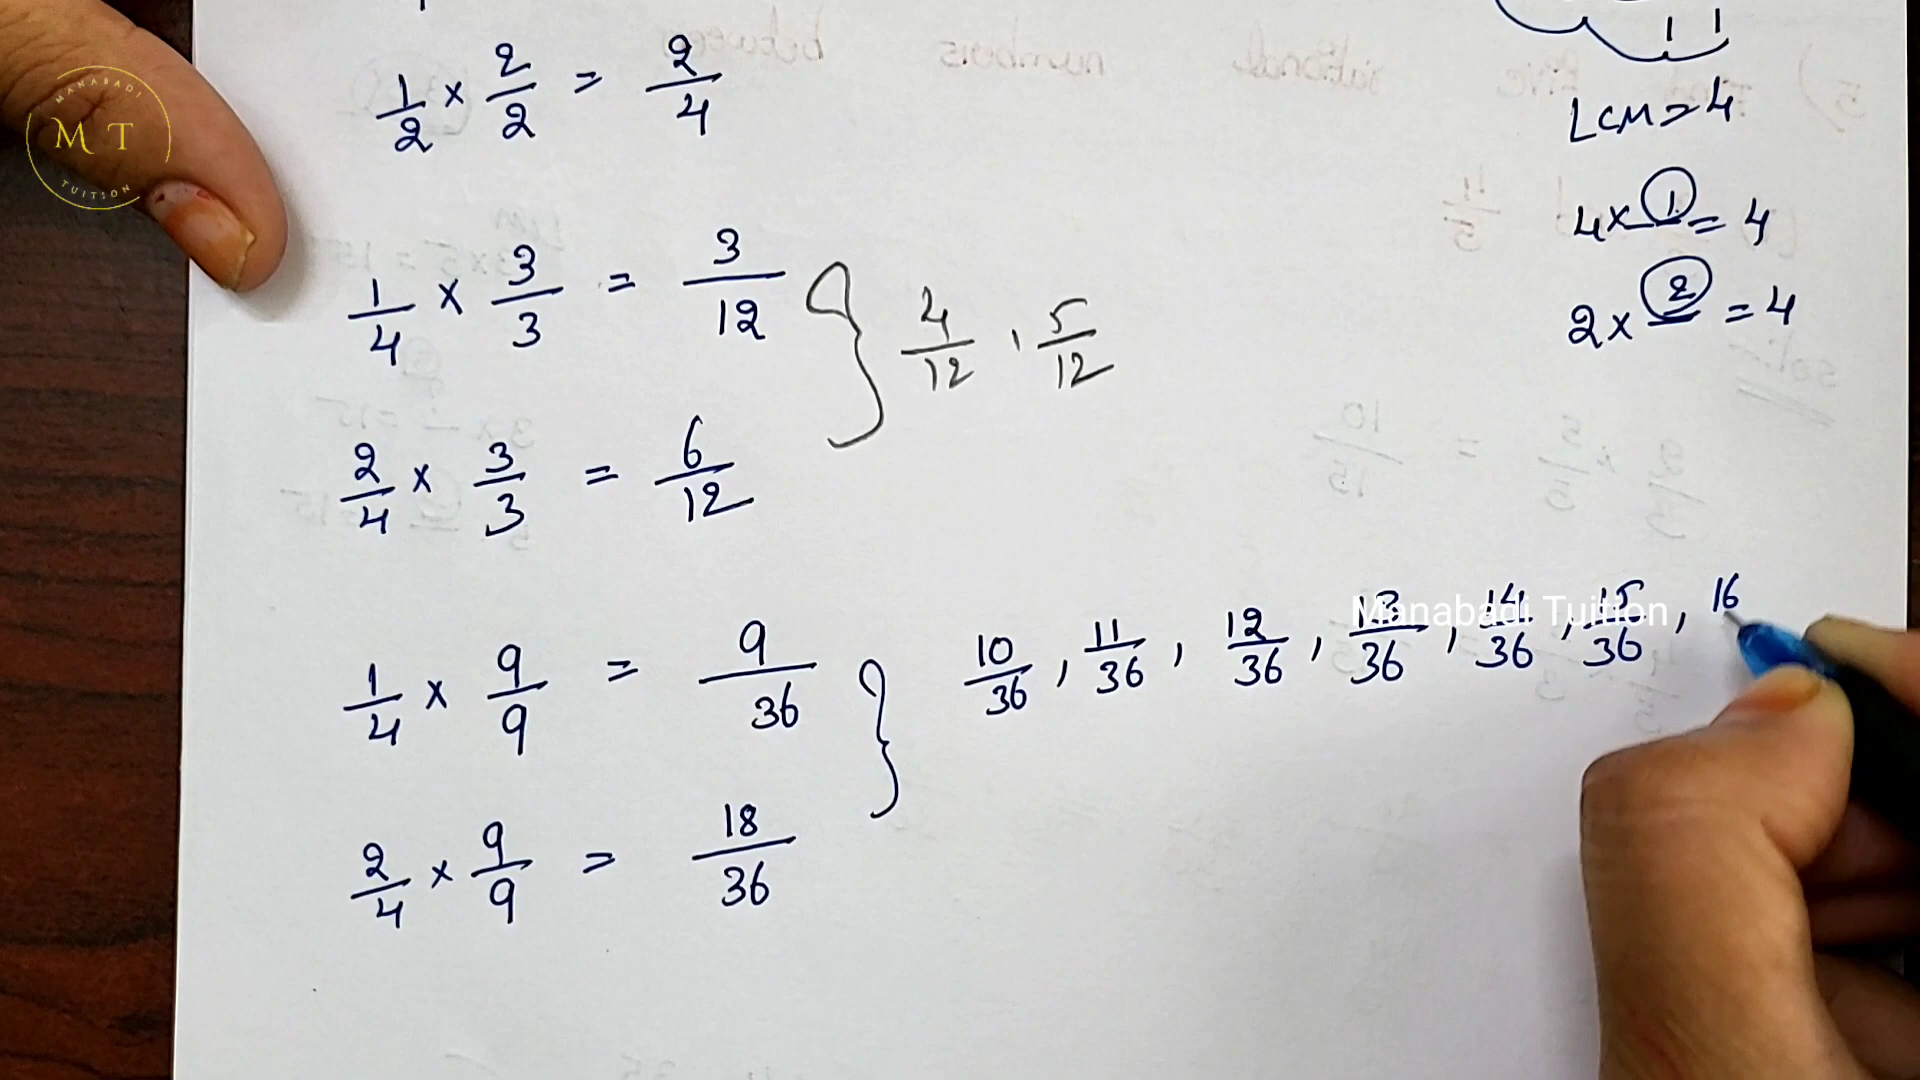 1/2 × 2/2 = 2/4
LCM = 4
4 × 1 = 4
2 × 2 = 4
1/4 × 3/3 = 3/12 } 4/12 , 5/12
2/4 × 3/3 = 6/12
1/4 × 9/9 = 9/36 } 10/36 , 11/36 , 12/36 , 13/36 , 14/36 , 15/36 , 16
2/4 × 9/9 = 18/36
MANABADI
MT
TUITION
Manabadi Tuition